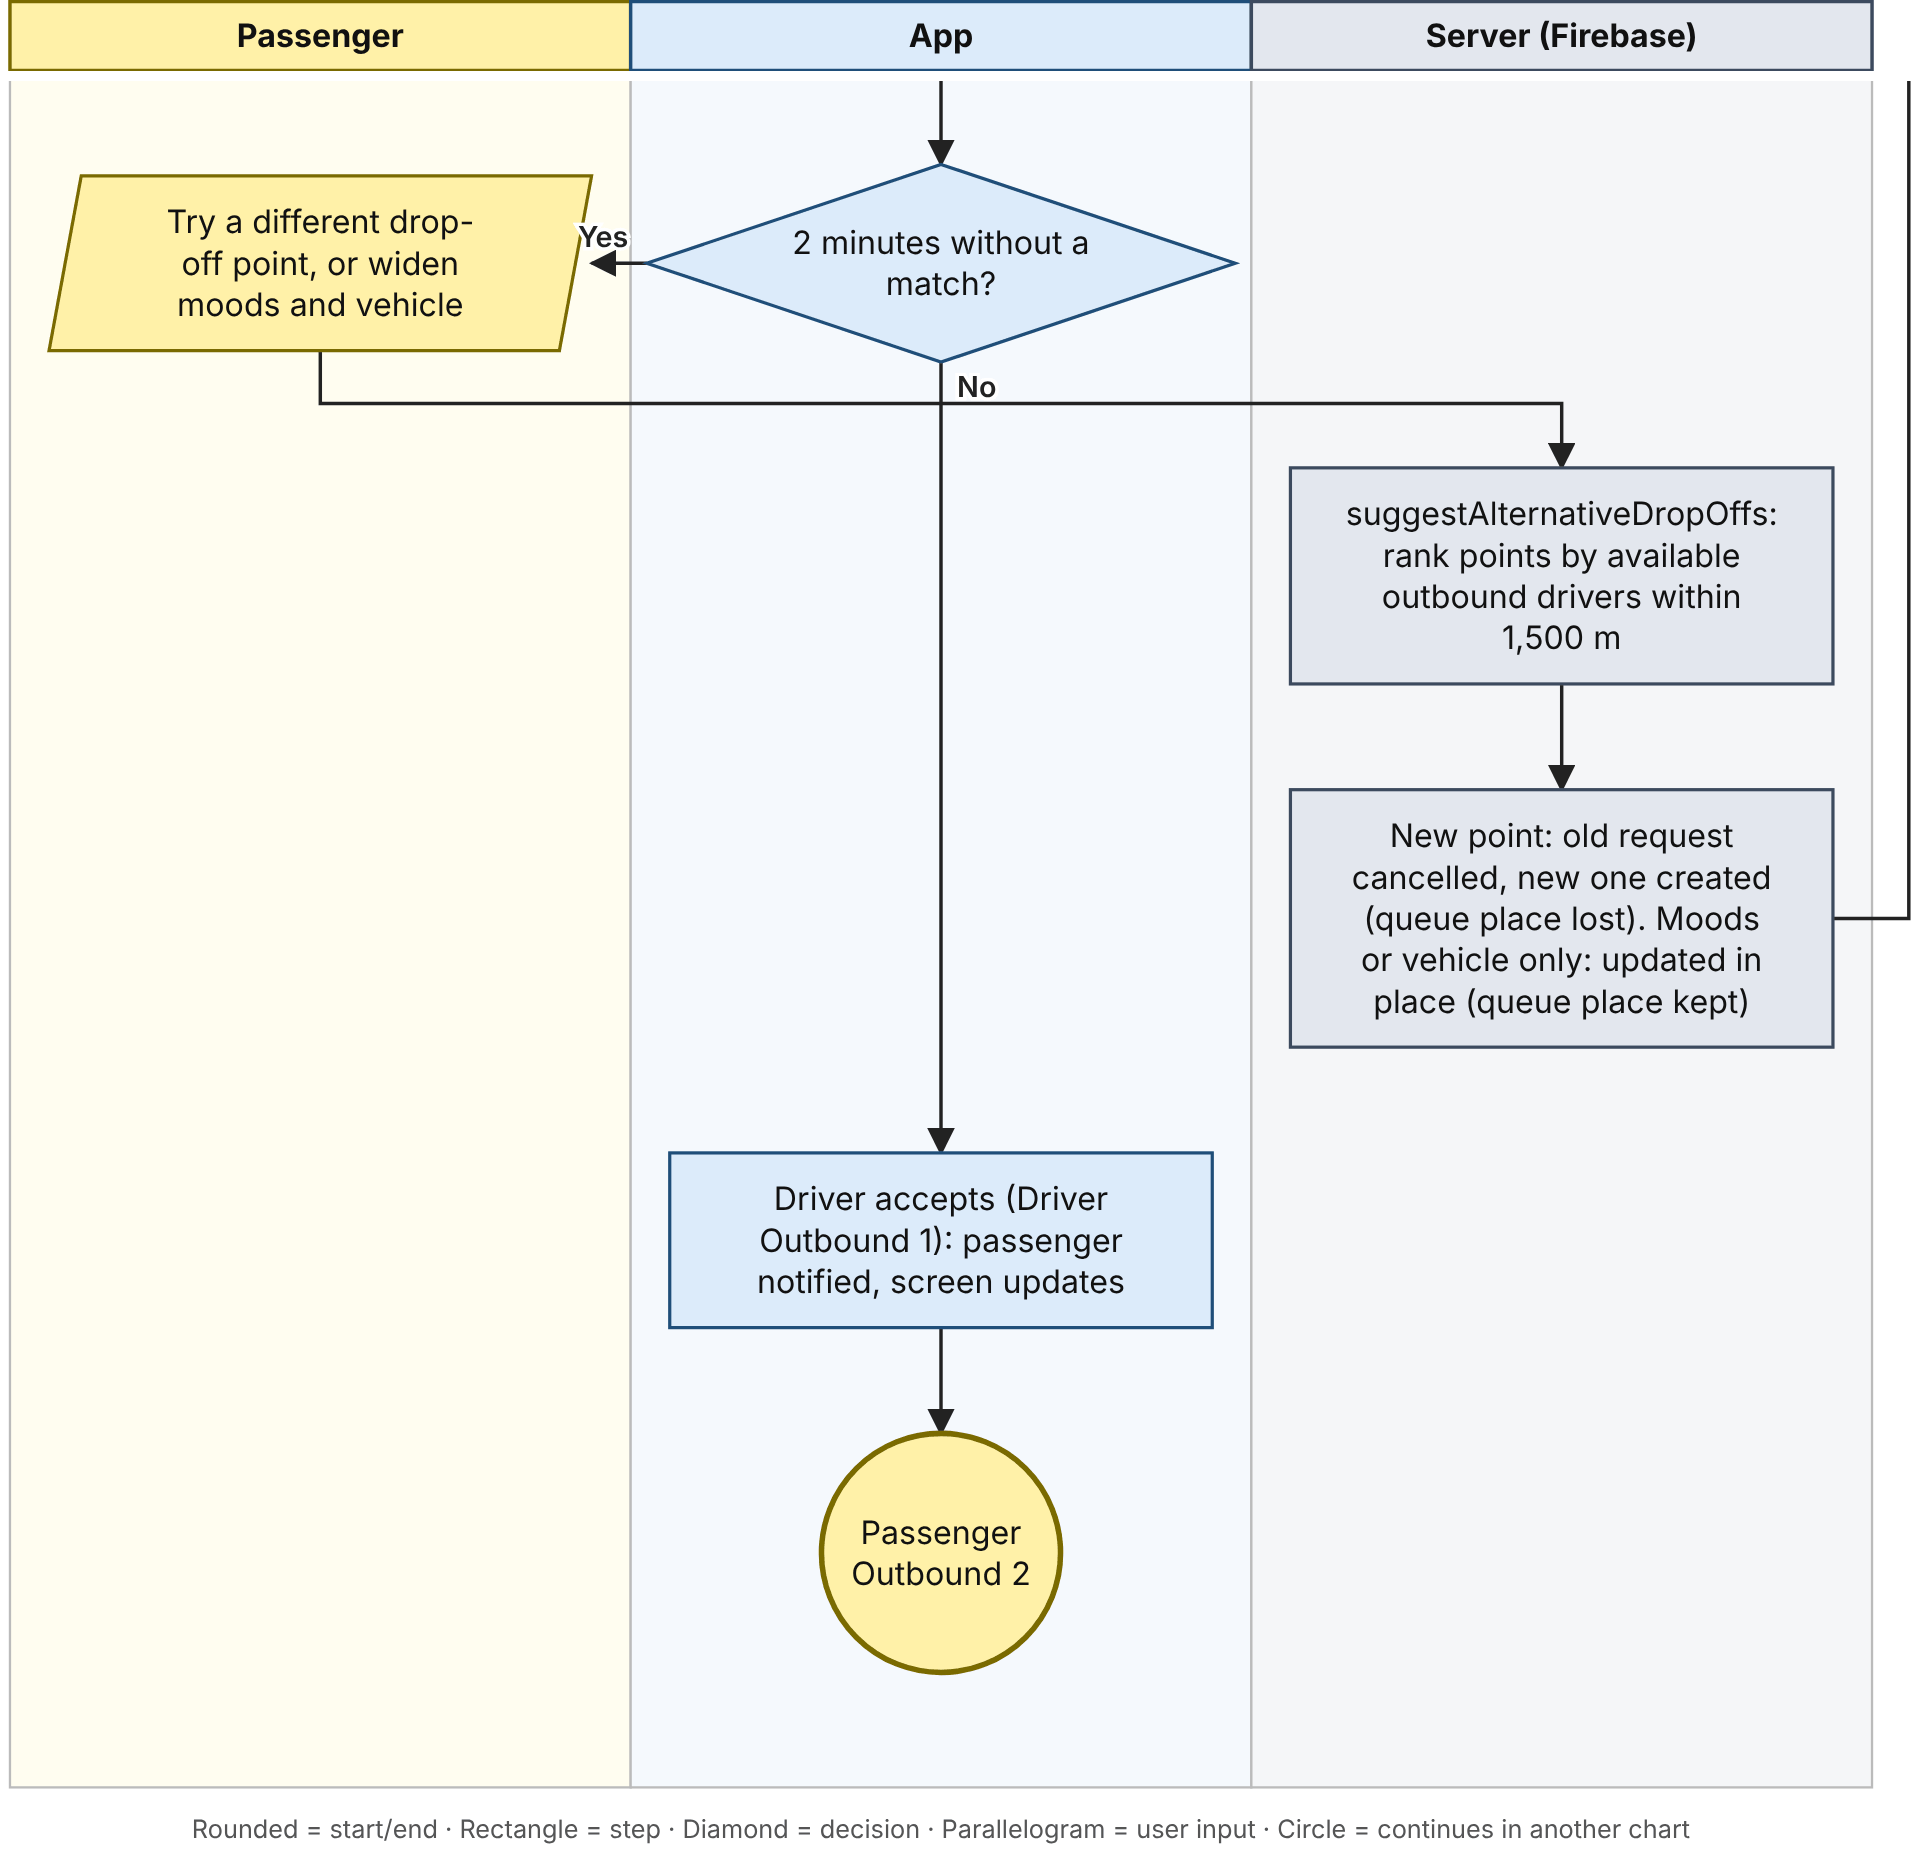 Passenger
App
Server (Firebase)
Try a different drop-
off point, or widen
moods and vehicle
Yes
2 minutes without a
match?
No
suggestAlternativeDropOffs:
rank points by available
outbound drivers within
1,500 m
New point: old request
cancelled, new one created
(queue place lost). Moods
or vehicle only: updated in
place (queue place kept)
Driver accepts (Driver
Outbound 1): passenger
notified, screen updates
Passenger
Outbound 2
Rounded = start/end · Rectangle = step · Diamond = decision · Parallelogram = user input · Circle = continues in another chart